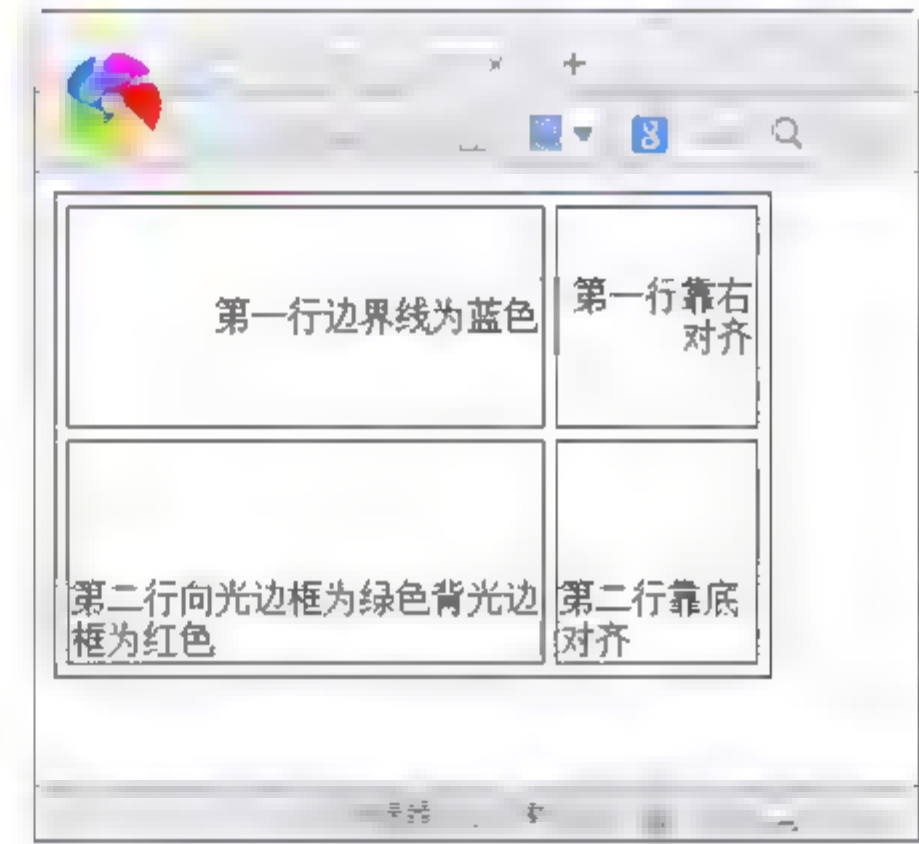 第一行边界线为蓝色
第一行靠右
对齐
第二行向光边框为绿色背光边
框为红色
第二行靠底
对齐